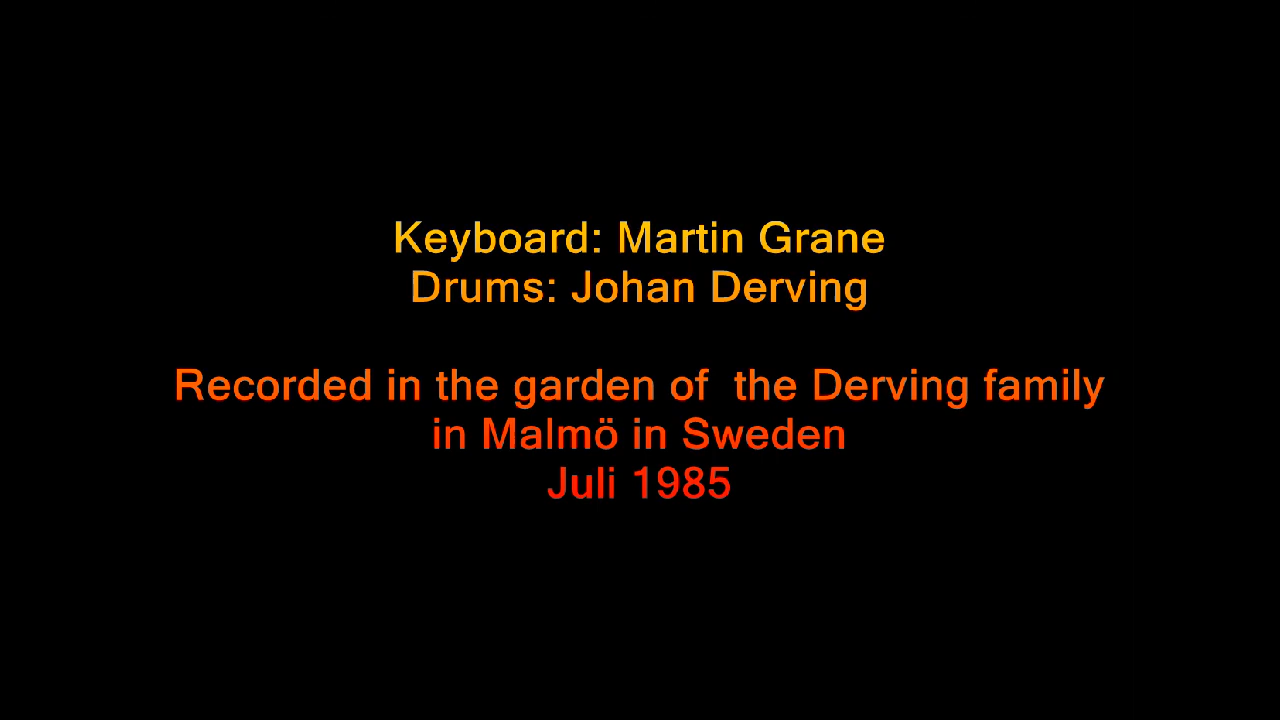 Keyboard: Martin Grane
Drums: Johan Derving
Recorded in the garden of  the Derving family
in Malmö in Sweden
Juli 1985